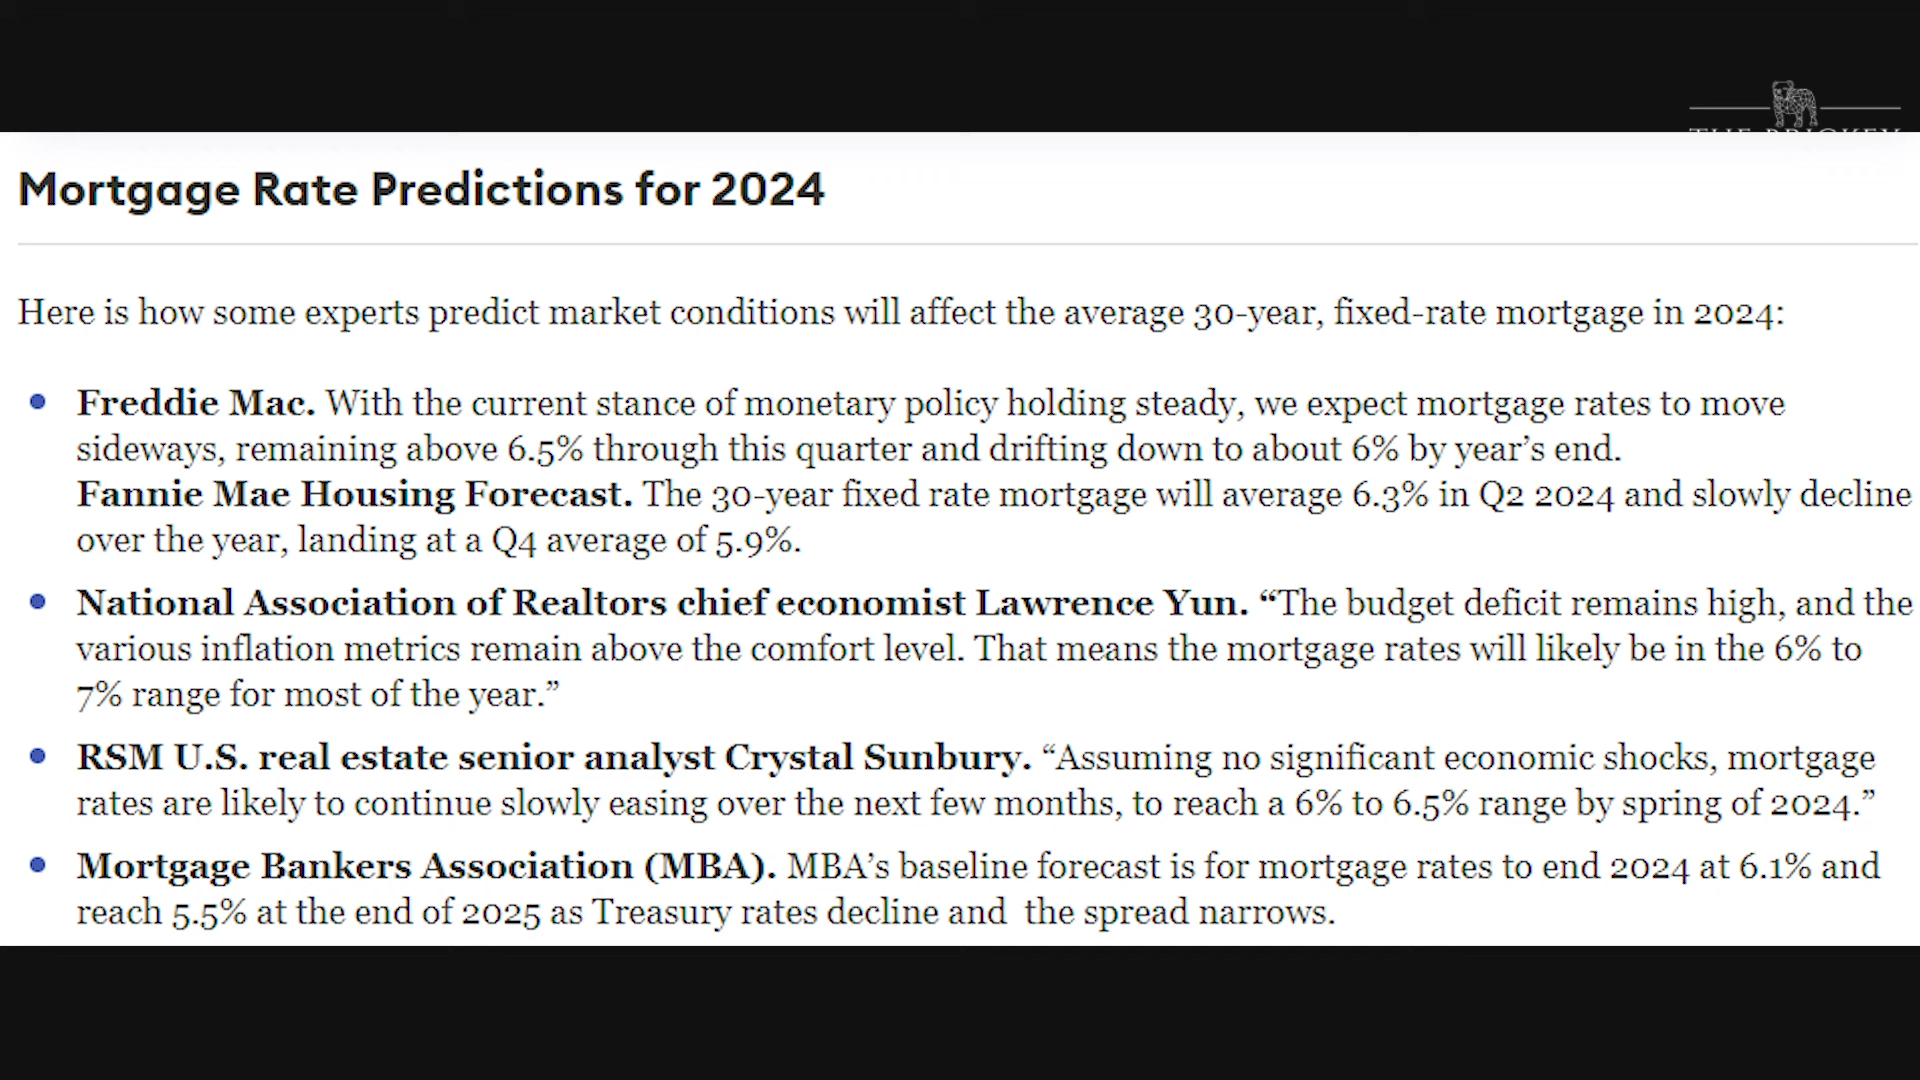 Mortgage Rate Predictions for 2024
Here is how some experts predict market conditions will affect the average 30-year, fixed-rate mortgage in 2024:
Freddie Mac. With the current stance of monetary policy holding steady, we expect mortgage rates to move
sideways, remaining above 6.5% through this quarter and drifting down to about 6% by year’s end.
Fannie Mae Housing Forecast. The 30-year fixed rate mortgage will average 6.3% in Q2 2024 and slowly decline
over the year, landing at a Q4 average of 5.9%.
National Association of Realtors chief economist Lawrence Yun. “The budget deficit remains high, and the
various inflation metrics remain above the comfort level. That means the mortgage rates will likely be in the 6% to
7% range for most of the year.”
RSM U.S. real estate senior analyst Crystal Sunbury. “Assuming no significant economic shocks, mortgage
rates are likely to continue slowly easing over the next few months, to reach a 6% to 6.5% range by spring of 2024.”
Mortgage Bankers Association (MBA). MBA’s baseline forecast is for mortgage rates to end 2024 at 6.1% and
reach 5.5% at the end of 2025 as Treasury rates decline and  the spread narrows.